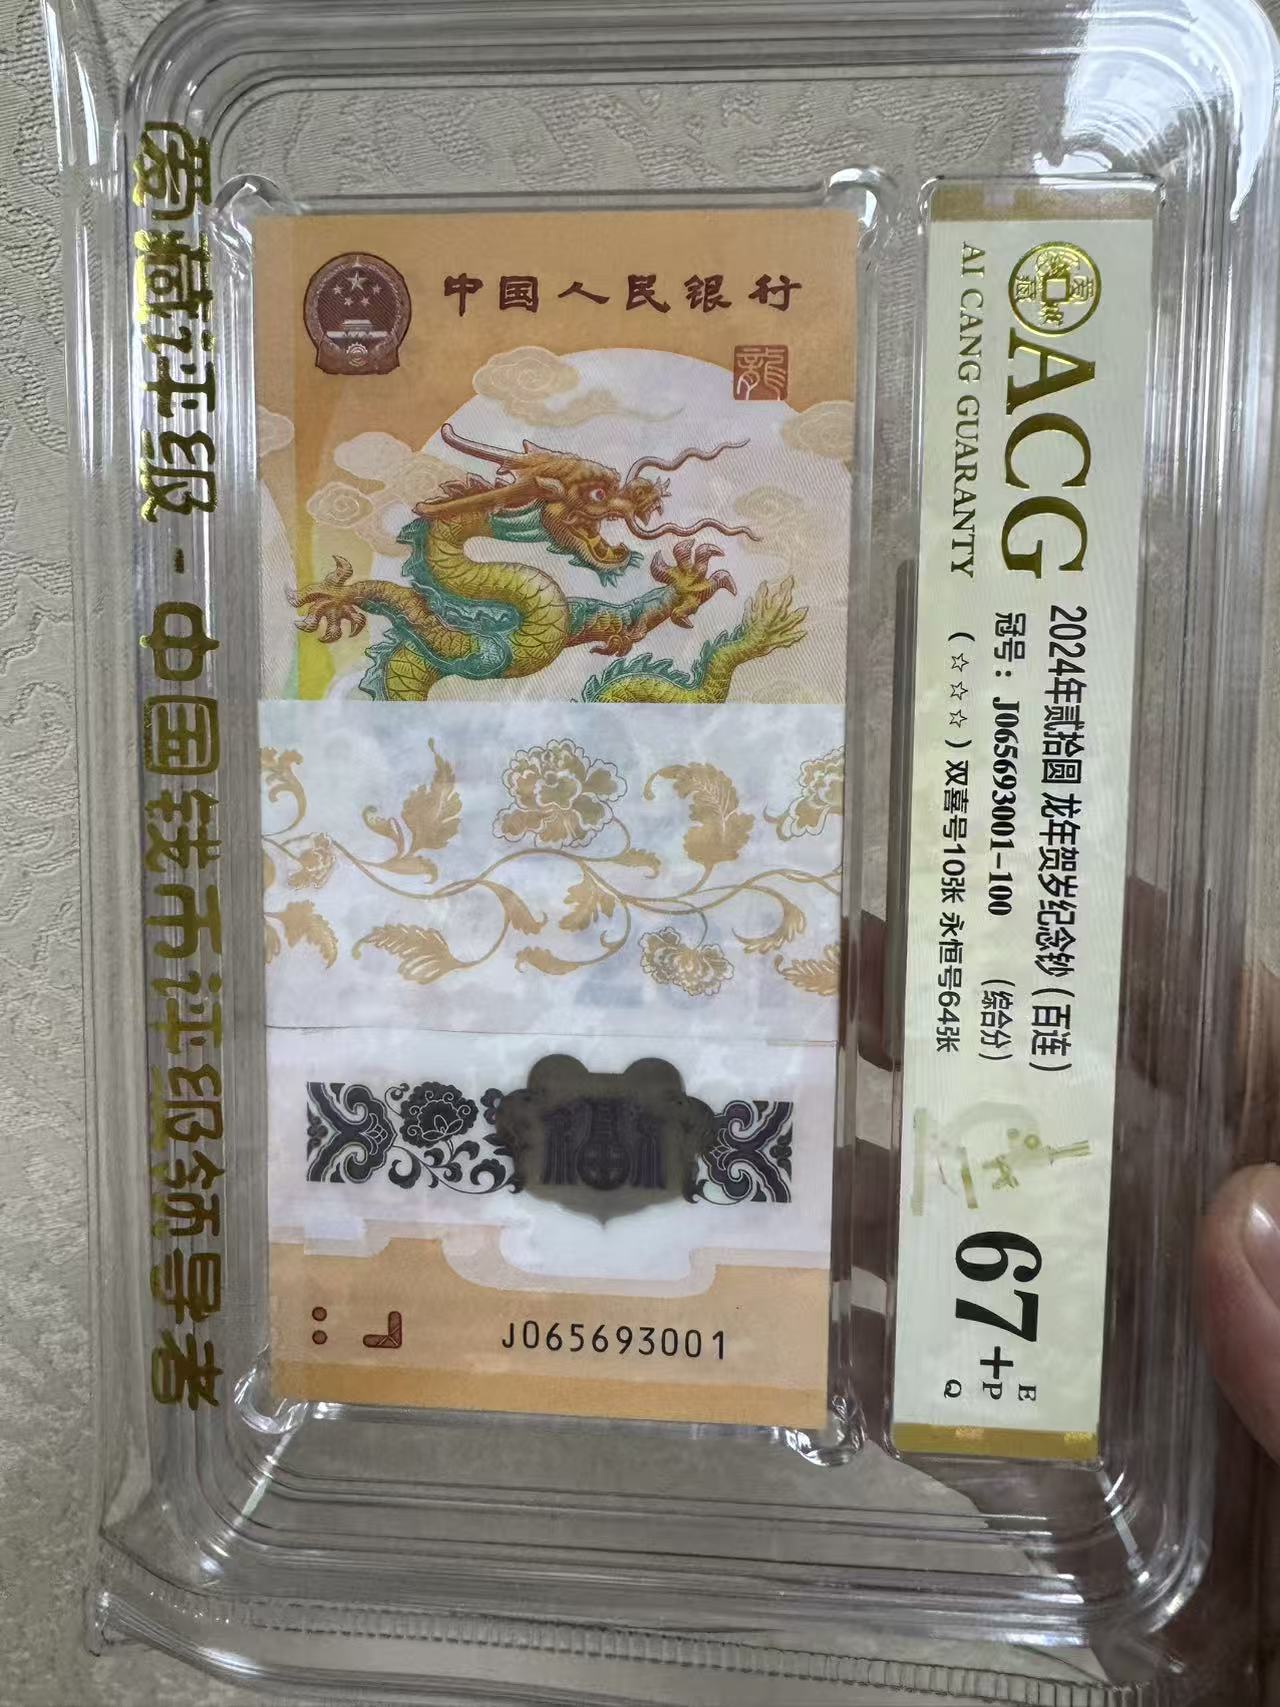 爱藏评级 - 中国钱币评级领导者
中国人民银行
龍
J065693001
ACG
AI CANG GUARANTY
2024年贰拾圆 龙年贺岁纪念钞（百连）
冠号：J065693001-100 （综合分）
（☆☆☆）双喜号10张 永恒号64张
67+
E
P
Q